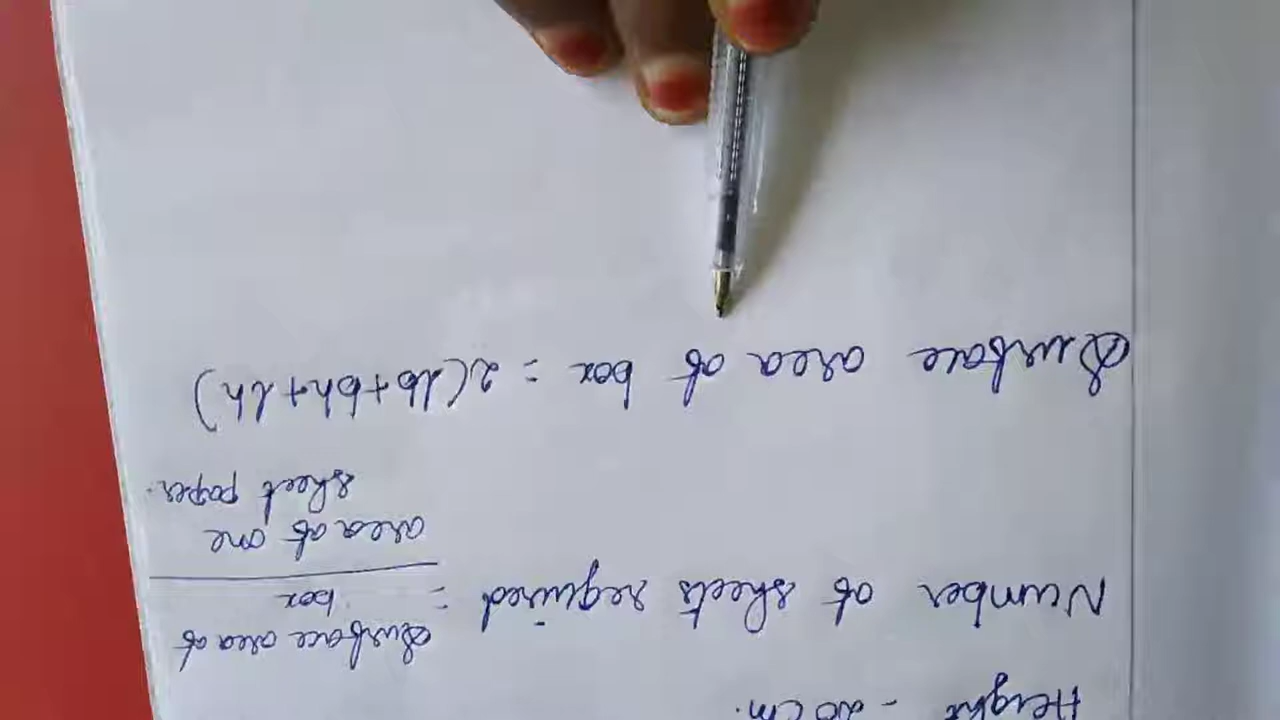 Height - 20 cm.
Number of sheets required = surface area of box / area of one sheet paper.
Surface area of box = 2(lb+bh+lh)